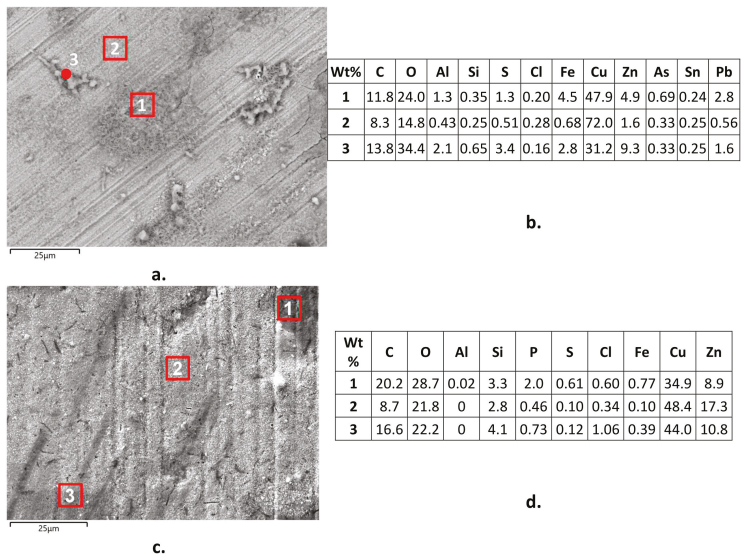 2
3
1
25µm
a.
Wt% C O Al Si S Cl Fe Cu Zn As Sn Pb
1 11.8 24.0 1.3 0.35 1.3 0.20 4.5 47.9 4.9 0.69 0.24 2.8
2 8.3 14.8 0.43 0.25 0.51 0.28 0.68 72.0 1.6 0.33 0.25 0.56
3 13.8 34.4 2.1 0.65 3.4 0.16 2.8 31.2 9.3 0.33 0.25 1.6
b.
1
2
3
25µm
c.
Wt
% C O Al Si P S Cl Fe Cu Zn
1 20.2 28.7 0.02 3.3 2.0 0.61 0.60 0.77 34.9 8.9
2 8.7 21.8 0 2.8 0.46 0.10 0.34 0.10 48.4 17.3
3 16.6 22.2 0 4.1 0.73 0.12 1.06 0.39 44.0 10.8
d.